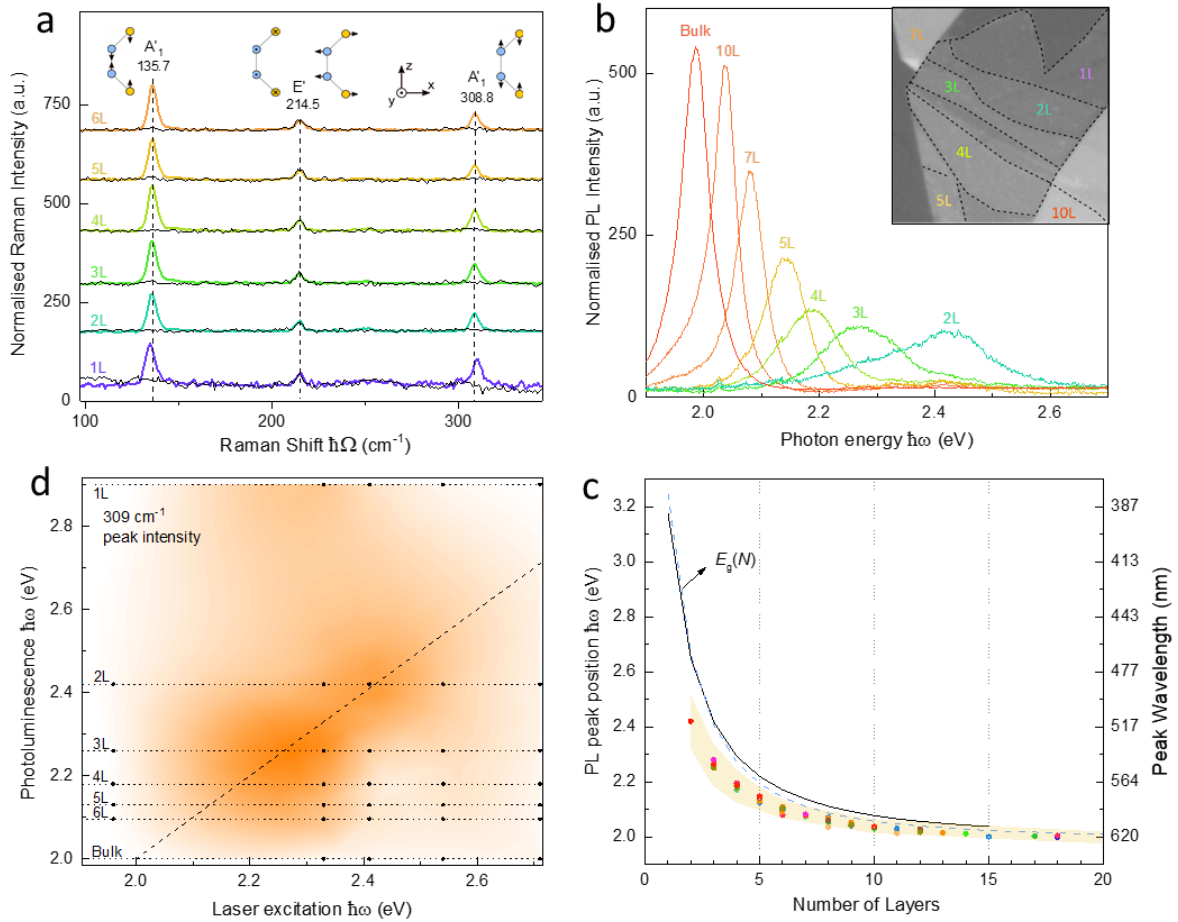 a
Normalised Raman Intensity (a.u.)
750
500
250
0
100
200
300
Raman Shift ℏΩ (cm⁻¹)
A'₁
135.7
E'
214.5
z
y
x
A'₁
308.8
6L
5L
4L
3L
2L
1L
b
Normalised PL Intensity (a.u.)
500
250
0
2.0
2.2
2.4
2.6
Photon energy ℏω (eV)
Bulk
10L
7L
5L
4L
3L
2L
7L
1L
3L
2L
4L
5L
10L
d
Photoluminescence ℏω (eV)
2.8
2.6
2.4
2.2
2.0
1L
309 cm⁻¹
peak intensity
2L
3L
4L
5L
6L
Bulk
2.0
2.2
2.4
2.6
Laser excitation ℏω (eV)
c
PL peak position ℏω (eV)
3.2
3.0
2.8
2.6
2.4
2.2
2.0
E_g(N)
387
413
443
477
517
564
620
Peak Wavelength (nm)
0
5
10
15
20
Number of Layers